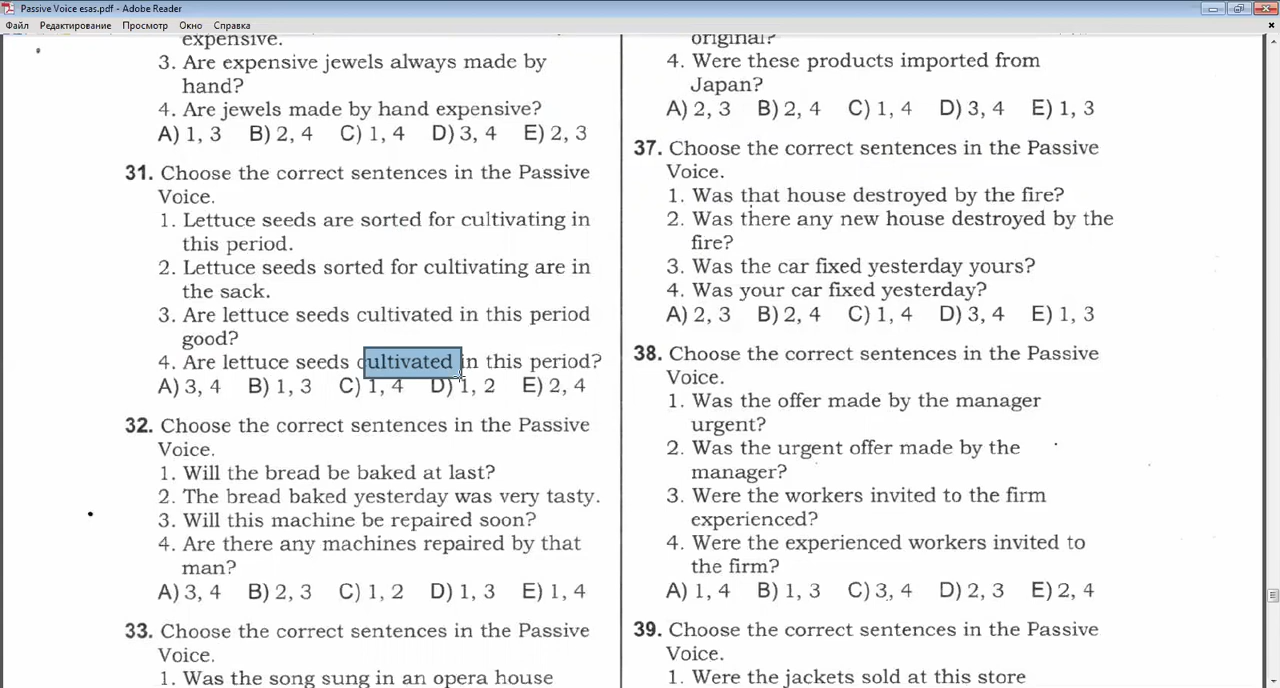 Passive Voice esas.pdf - Adobe Reader
Файл Редактирование Просмотр Окно Справка
expensive.
3. Are expensive jewels always made by
hand?
4. Are jewels made by hand expensive?
A) 1, 3 B) 2, 4 C) 1, 4 D) 3, 4 E) 2, 3
31. Choose the correct sentences in the Passive
Voice.
1. Lettuce seeds are sorted for cultivating in
this period.
2. Lettuce seeds sorted for cultivating are in
the sack.
3. Are lettuce seeds cultivated in this period
good?
4. Are lettuce seeds cultivated in this period?
A) 3, 4 B) 1, 3 C) 1, 4 D) 1, 2 E) 2, 4
32. Choose the correct sentences in the Passive
Voice.
1. Will the bread be baked at last?
2. The bread baked yesterday was very tasty.
3. Will this machine be repaired soon?
4. Are there any machines repaired by that
man?
A) 3, 4 B) 2, 3 C) 1, 2 D) 1, 3 E) 1, 4
33. Choose the correct sentences in the Passive
Voice.
1. Was the song sung in an opera house
original?
4. Were these products imported from
Japan?
A) 2, 3 B) 2, 4 C) 1, 4 D) 3, 4 E) 1, 3
37. Choose the correct sentences in the Passive
Voice.
1. Was that house destroyed by the fire?
2. Was there any new house destroyed by the
fire?
3. Was the car fixed yesterday yours?
4. Was your car fixed yesterday?
A) 2, 3 B) 2, 4 C) 1, 4 D) 3, 4 E) 1, 3
38. Choose the correct sentences in the Passive
Voice.
1. Was the offer made by the manager
urgent?
2. Was the urgent offer made by the
manager?
3. Were the workers invited to the firm
experienced?
4. Were the experienced workers invited to
the firm?
A) 1, 4 B) 1, 3 C) 3, 4 D) 2, 3 E) 2, 4
39. Choose the correct sentences in the Passive
Voice.
1. Were the jackets sold at this store